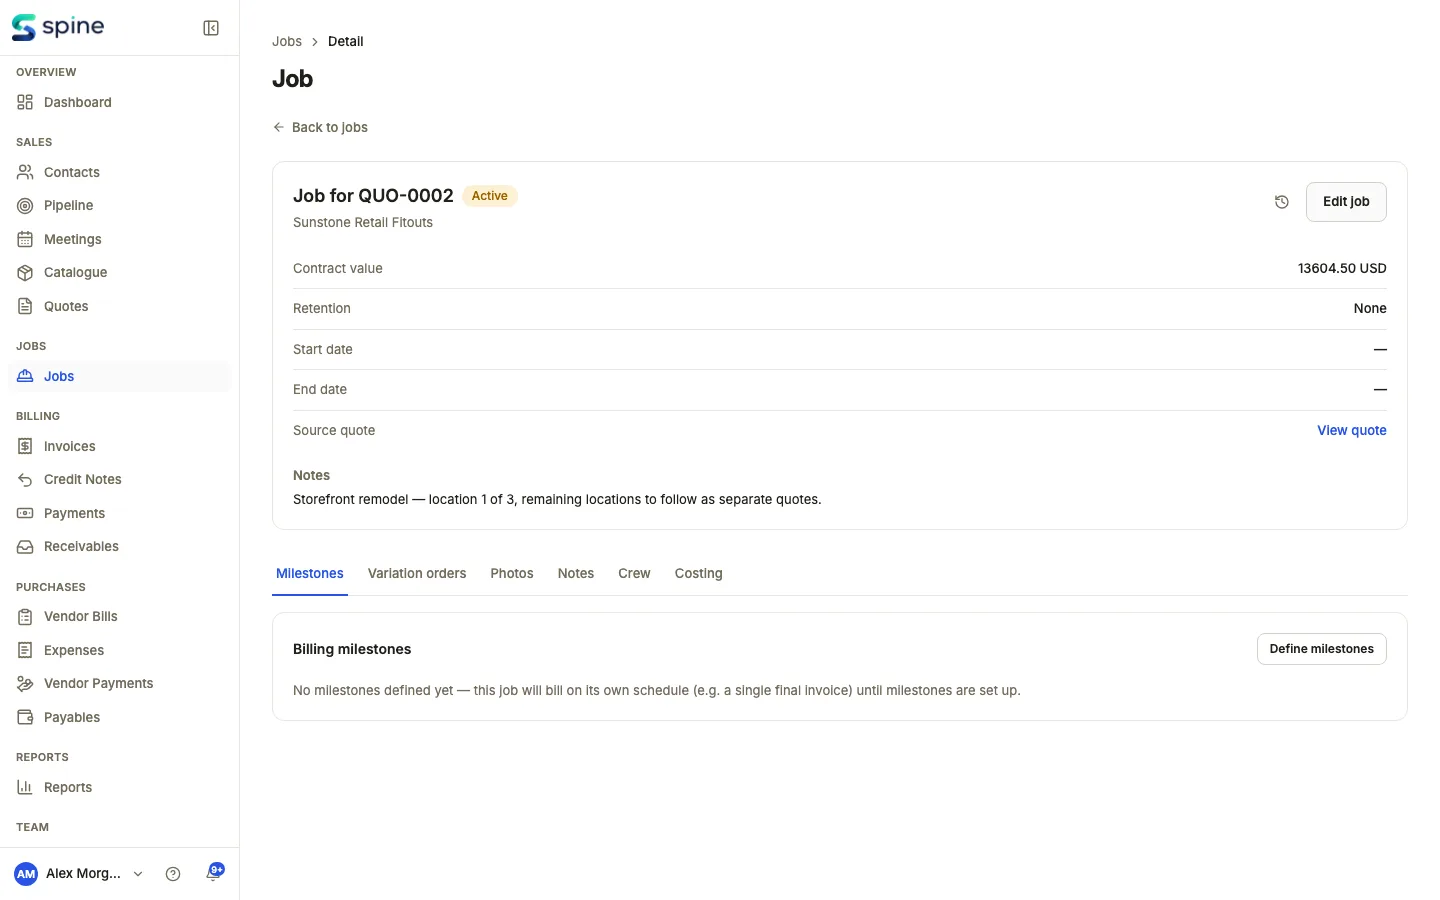 spine
OVERVIEW
Dashboard
SALES
Contacts
Pipeline
Meetings
Catalogue
Quotes
JOBS
Jobs
BILLING
Invoices
Credit Notes
Payments
Receivables
PURCHASES
Vendor Bills
Expenses
Vendor Payments
Payables
REPORTS
Reports
TEAM
AM Alex Morg... 9+
Jobs > Detail
Job
← Back to jobs
Job for QUO-0002 Active
Edit job
Sunstone Retail Fitouts
Contract value 13604.50 USD
Retention None
Start date —
End date —
Source quote View quote
Notes
Storefront remodel — location 1 of 3, remaining locations to follow as separate quotes.
Milestones Variation orders Photos Notes Crew Costing
Billing milestones Define milestones
No milestones defined yet — this job will bill on its own schedule (e.g. a single final invoice) until milestones are set up.